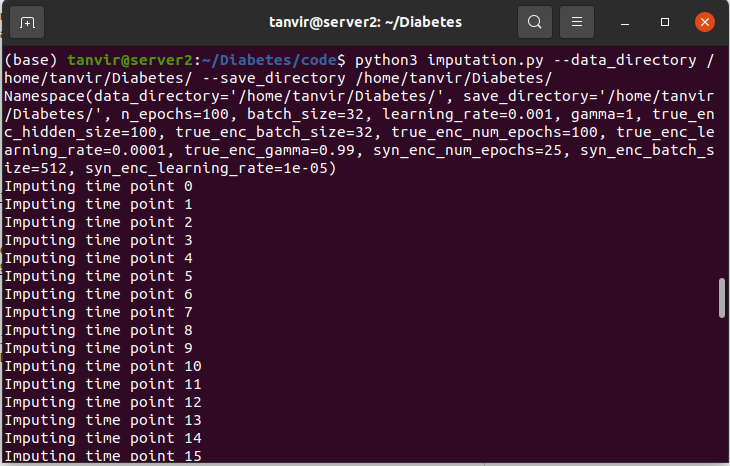 tanvir@server2: ~/Diabetes
(base) tanvir@server2:~/Diabetes/code$ python3 imputation.py --data_directory /
home/tanvir/Diabetes/ --save_directory /home/tanvir/Diabetes/
Namespace(data_directory='/home/tanvir/Diabetes/', save_directory='/home/tanvir
/Diabetes/', n_epochs=100, batch_size=32, learning_rate=0.001, gamma=1, true_en
c_hidden_size=100, true_enc_batch_size=32, true_enc_num_epochs=100, true_enc_le
arning_rate=0.0001, true_enc_gamma=0.99, syn_enc_num_epochs=25, syn_enc_batch_s
ize=512, syn_enc_learning_rate=1e-05)
Imputing time point 0
Imputing time point 1
Imputing time point 2
Imputing time point 3
Imputing time point 4
Imputing time point 5
Imputing time point 6
Imputing time point 7
Imputing time point 8
Imputing time point 9
Imputing time point 10
Imputing time point 11
Imputing time point 12
Imputing time point 13
Imputing time point 14
Imputing time point 15